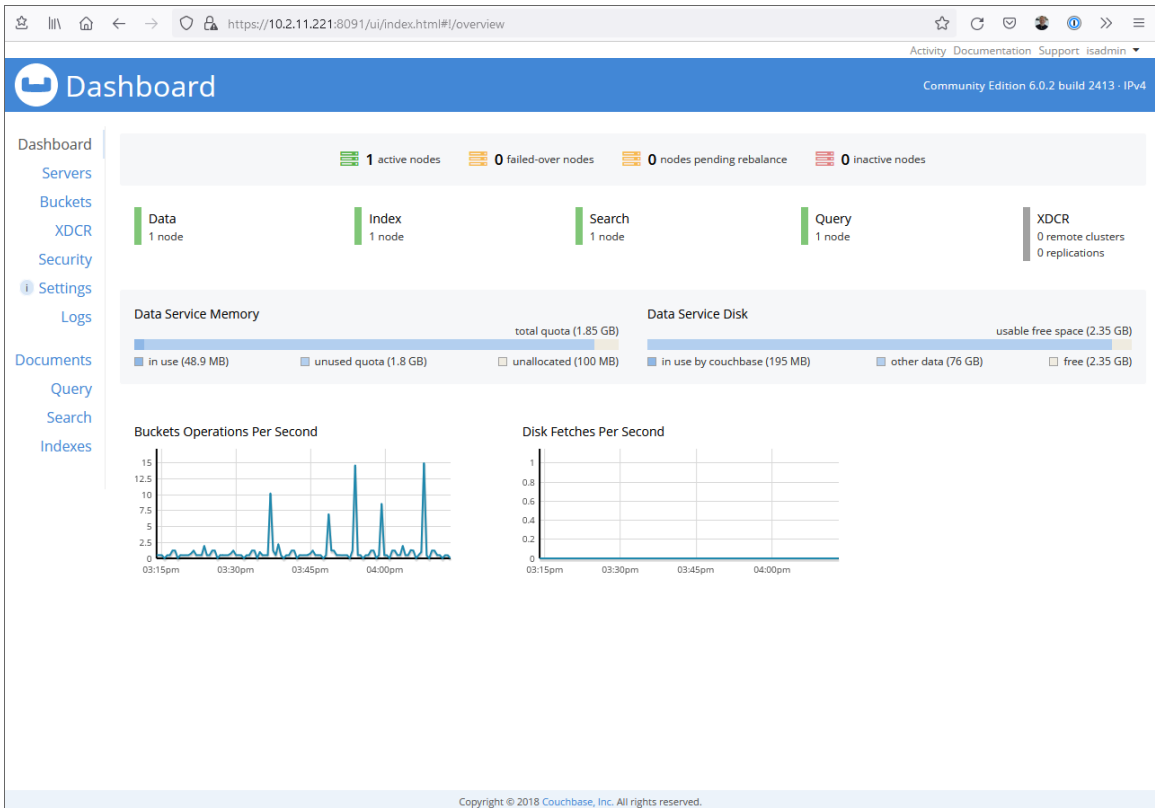 https://10.2.11.221:8091/ui/index.html#!/overview
Activity Documentation Support isadmin
Dashboard
Community Edition 6.0.2 build 2413 · IPv4
Dashboard
Servers
Buckets
XDCR
Security
Settings
Logs
Documents
Query
Search
Indexes
1 active nodes 0 failed-over nodes 0 nodes pending rebalance 0 inactive nodes
Data
1 node
Index
1 node
Search
1 node
Query
1 node
XDCR
0 remote clusters
0 replications
Data Service Memory
total quota (1.85 GB)
in use (48.9 MB) unused quota (1.8 GB) unallocated (100 MB)
Data Service Disk
usable free space (2.35 GB)
in use by couchbase (195 MB) other data (76 GB) free (2.35 GB)
Buckets Operations Per Second
15
12.5
10
7.5
5
2.5
0
03:15pm 03:30pm 03:45pm 04:00pm
Disk Fetches Per Second
1
0.8
0.6
0.4
0.2
0
03:15pm 03:30pm 03:45pm 04:00pm
Copyright © 2018 Couchbase, Inc. All rights reserved.